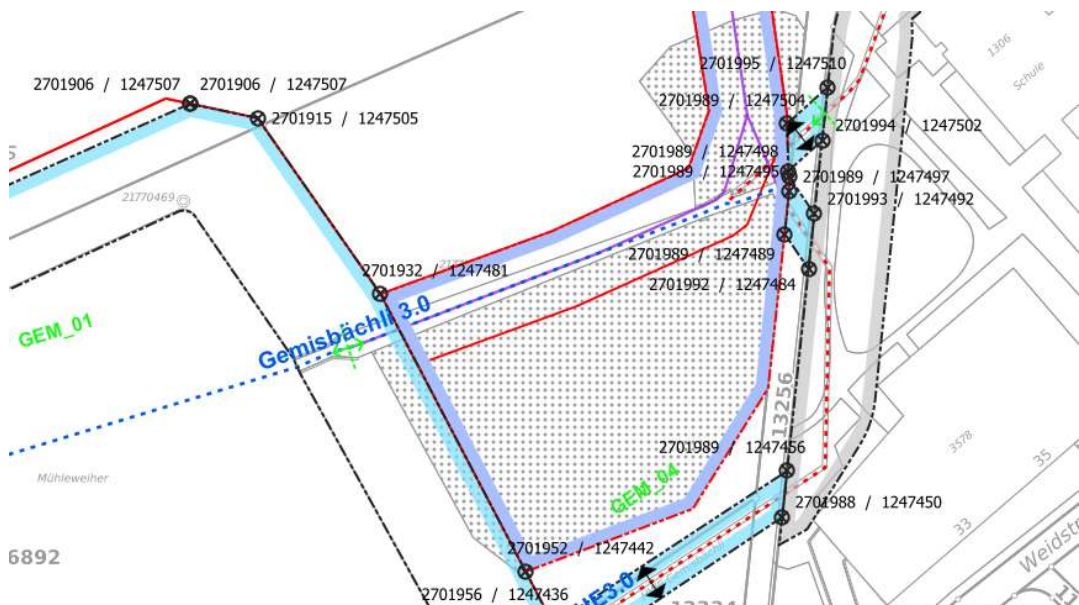 2701995 / 1247510
1306
Schule
2701906 / 1247507
2701906 / 1247507
2701989 / 1247504
2701915 / 1247505
2701994 / 1247502
2701989 / 1247498
2701989 / 1247495
2701989 / 1247497
21770469
2701993 / 1247492
2701989 / 1247489
2701932 / 1247481
2701992 / 1247484
GEM_01
Gemisbächli 3.0
13256
2701989 / 1247456
3578
35
Mühleweiher
GEM_04
2701988 / 1247450
33
Weidstr
6892
2701952 / 1247442
2701956 / 1247436